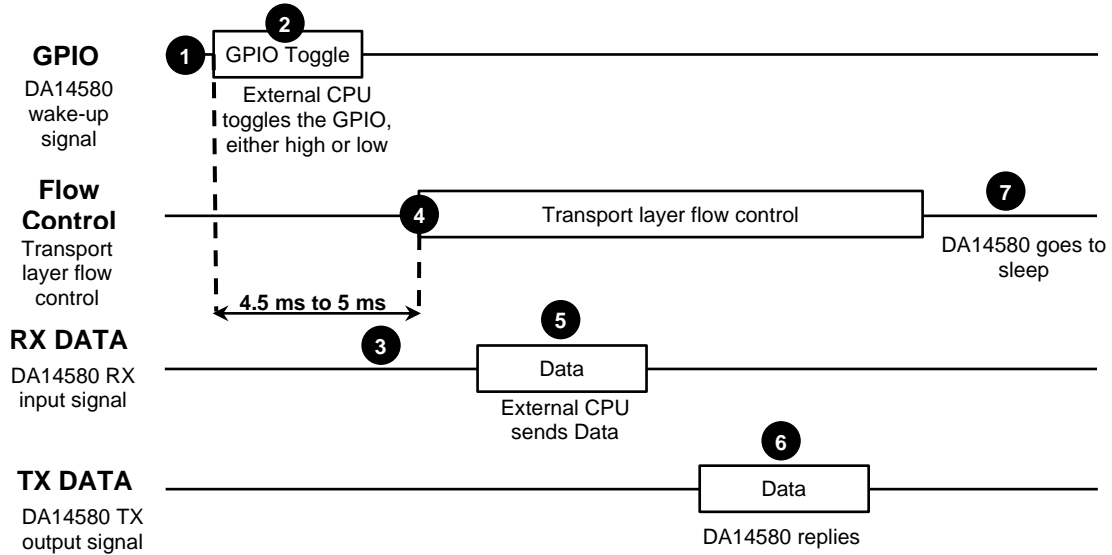 2
1
GPIO
GPIO Toggle
DA14580
wake-up
signal
External CPU
toggles the GPIO,
either high or low
Flow
Control
Transport
layer flow
control
4
Transport layer flow control
7
DA14580 goes to
sleep
4.5 ms to 5 ms
3
RX DATA
DA14580 RX
input signal
5
Data
External CPU
sends Data
6
TX DATA
DA14580 TX
output signal
Data
DA14580 replies